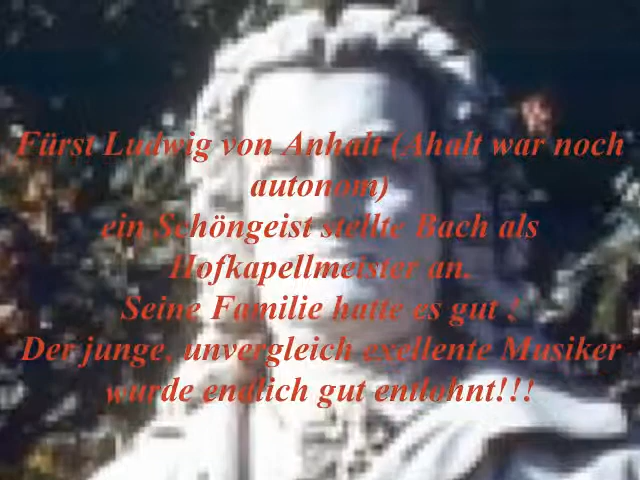 Fürst Ludwig von Anhalt (Ahalt war noch
autonom)
ein Schöngeist stellte Bach als
Hofkapellmeister an.
Seine Familie hatte es gut ;
Der junge, unvergleich exellente Musiker
wurde endlich gut entlohnt!!!